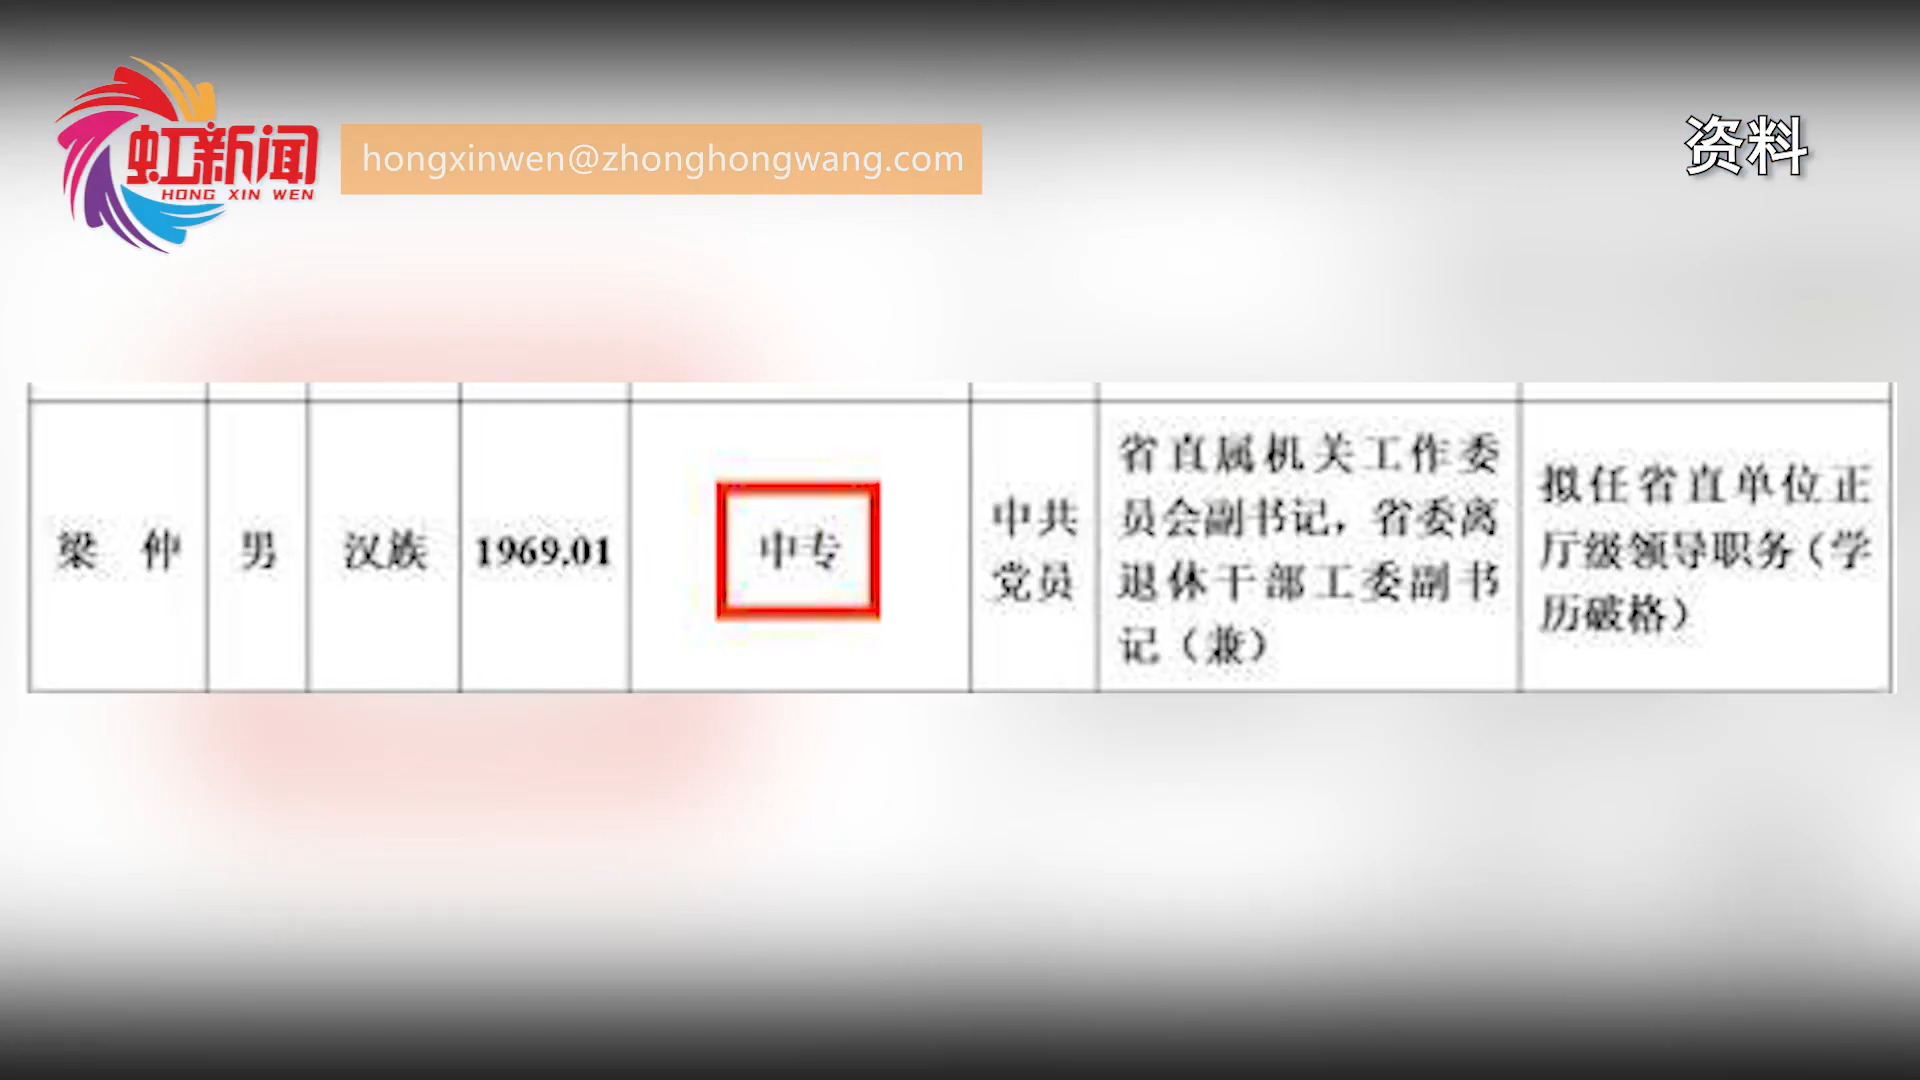 虹新闻
HONG XIN WEN
hongxinwen@zhonghongwang.com
资料
梁 仲
男
汉族
1969.01
中专
中共
党员
省直属机关工作委
员会副书记，省委离
退休干部工委副书
记（兼）
拟任省直单位正
厅级领导职务（学
历破格）